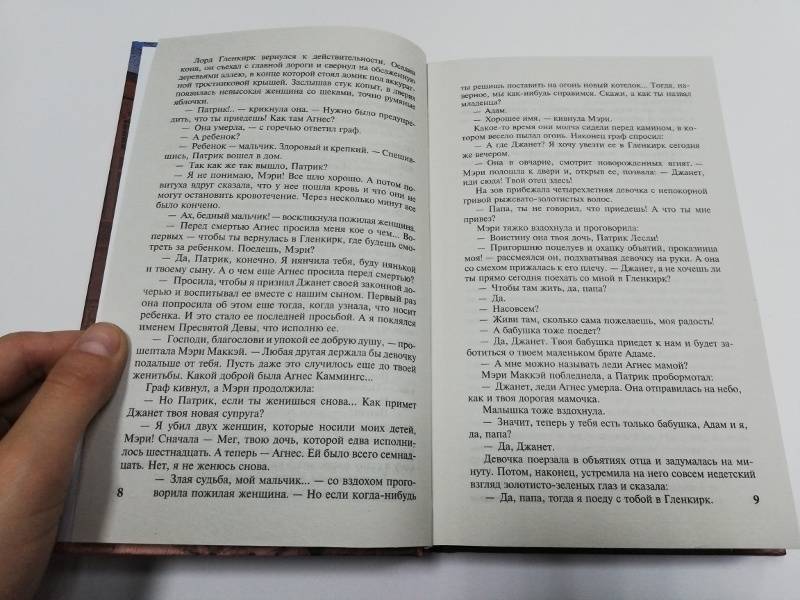 Лорд Гленкирк вернулся к действительности. Осадив
коня, он съехал с главной дороги и свернул на обсаженную
деревьями аллею, в конце которой стоял домик под аккурат-
ной тростниковой крышей. Заслышав стук копыт, в дверях
появилась невысокая женщина со щеками, точно румяные
яблочки.
— Патрик!.. — крикнула она. — Нужно было предупре-
дить, что ты приедешь! Как там Агнес?
— Она умерла, — с горечью ответил граф.
— А ребенок?
— Ребенок — мальчик. Здоровый и крепкий. — Спешив-
шись, Патрик вошел в дом.
— Так как же так вышло, Патрик?
— Я не понимаю, Мэри! Все шло хорошо. А потом по-
витуха вдруг сказала, что у нее пошла кровь и что они не
могут остановить кровотечение. Через несколько минут все
было кончено.
— Ах, бедный мальчик! — воскликнула пожилая женщина.
— Перед смертью Агнес просила меня кое о чем... Во-
первых — чтобы ты вернулась в Гленкирк, где будешь смо-
треть за ребенком. Поедешь, Мэри?
— Да, Патрик, конечно. Я нянчила тебя, буду нянькой
и твоему сыну. А о чем еще Агнес просила перед смертью?
— Просила, чтобы я признал Джанет своей законной до-
черью и воспитывал ее вместе с нашим сыном. Первый раз
она попросила об этом еще тогда, когда узнала, что носит
ребенка. И это стало ее последней просьбой. А я поклялся
именем Пресвятой Девы, что исполню ее.
— Господи, благослови и упокой ее добрую душу, — про-
шептала Мэри Маккэй. — Любая другая держала бы девочку
подальше от тебя. Пусть даже это случилось еще до твоей
женитьбы. Какой доброй была Агнес Каммингс...
Граф кивнул, а Мэри продолжила:
— Но Патрик, если ты женишься снова... Как примет
Джанет твоя новая супруга?
— Я убил двух женщин, которые носили моих детей,
Мэри! Сначала — Мег, твою дочь, которой едва исполни-
лось шестнадцать. А теперь — Агнес. Ей было всего семнад-
цать. Нет, я не женюсь снова.
— Злая судьба, мой мальчик... — со вздохом прого-
ворила пожилая женщина. — Но если когда-нибудь
8
ты решишь поставить на огонь новый котелок... Тогда, на-
верное, мы как-нибудь справимся. Скажи, а как ты назвал
младенца?
— Адам.
— Хорошее имя, — кивнула Мэри.
Какое-то время они молча сидели перед камином, в ко-
тором весело пылал огонь. Наконец граф спросил:
— А где Джанет? Я хочу увезти ее в Гленкирк сегодня
же вечером.
— Она в овчарне, смотрит новорожденных ягнят. —
Мэри подошла к двери и, открыв ее, позвала: — Джанет,
иди сюда! Твой отец здесь!
На зов прибежала четырехлетняя девочка с непокорной
гривой рыжевато-золотистых волос.
— Папа, ты не говорил, что приедешь! А что ты мне
привез?
Мэри тяжко вздохнула и проговорила:
— Воистину она твоя дочь, Патрик Лесли!
— Пригоршню поцелуев и охапку объятий, проказница
моя! — рассмеялся он, подхватывая девочку на руки. А она
со смехом прижалась к его плечу. — Джанет, а не хочешь ли
ты прямо сегодня поехать со мной в Гленкирк?
— Чтобы там жить, да, папа?
— Да.
— Насовсем?
— Живи там, сколько сама пожелаешь, моя радость!
— А бабушка тоже поедет?
— Да, Джанет. Твоя бабушка приедет к нам и будет за-
ботиться о твоем маленьком брате Адаме.
— А мне можно называть леди Агнес мамой?
Мэри Маккэй побледнела, а Патрик пробормотал:
— Джанет, леди Агнес умерла. Она отправилась на небо,
как и твоя дорогая мамочка.
Малышка тоже вздохнула.
— Значит, теперь у тебя есть только бабушка, Адам и я,
да, папа?
— Да, Джанет.
Девочка поерзала в объятиях отца и задумалась на ми-
нуту. Потом, наконец, устремила на него совсем недетский
взгляд золотисто-зеленых глаз и сказала:
— Да, папа, тогда я поеду с тобой в Гленкирк.
9